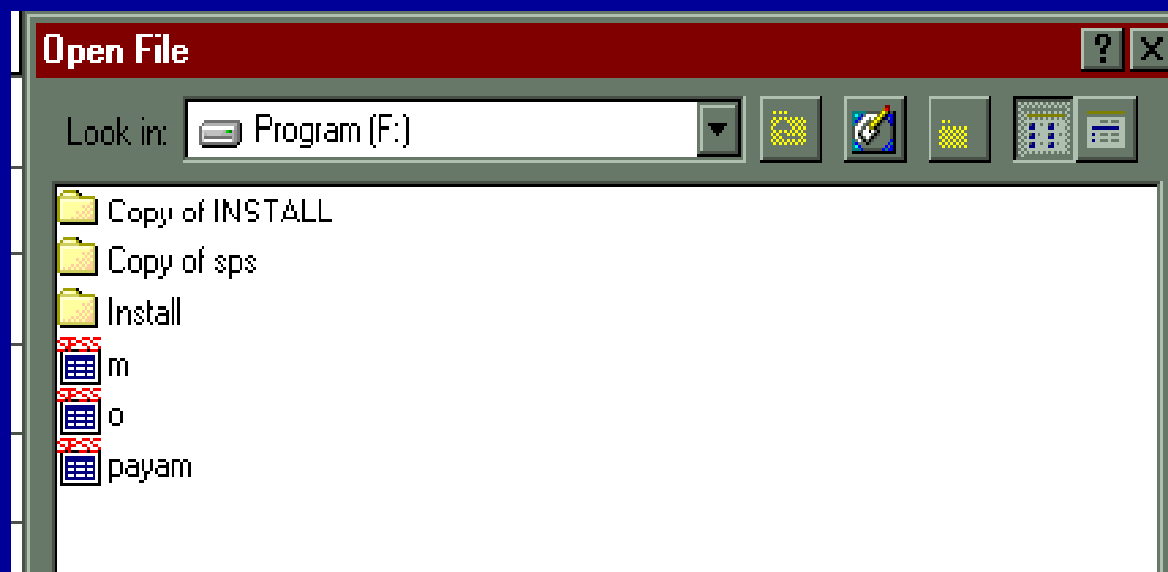 Open File
Look in: Program (F:)
Copy of INSTALL
Copy of sps
Install
SPSS m
SPSS o
SPSS payam